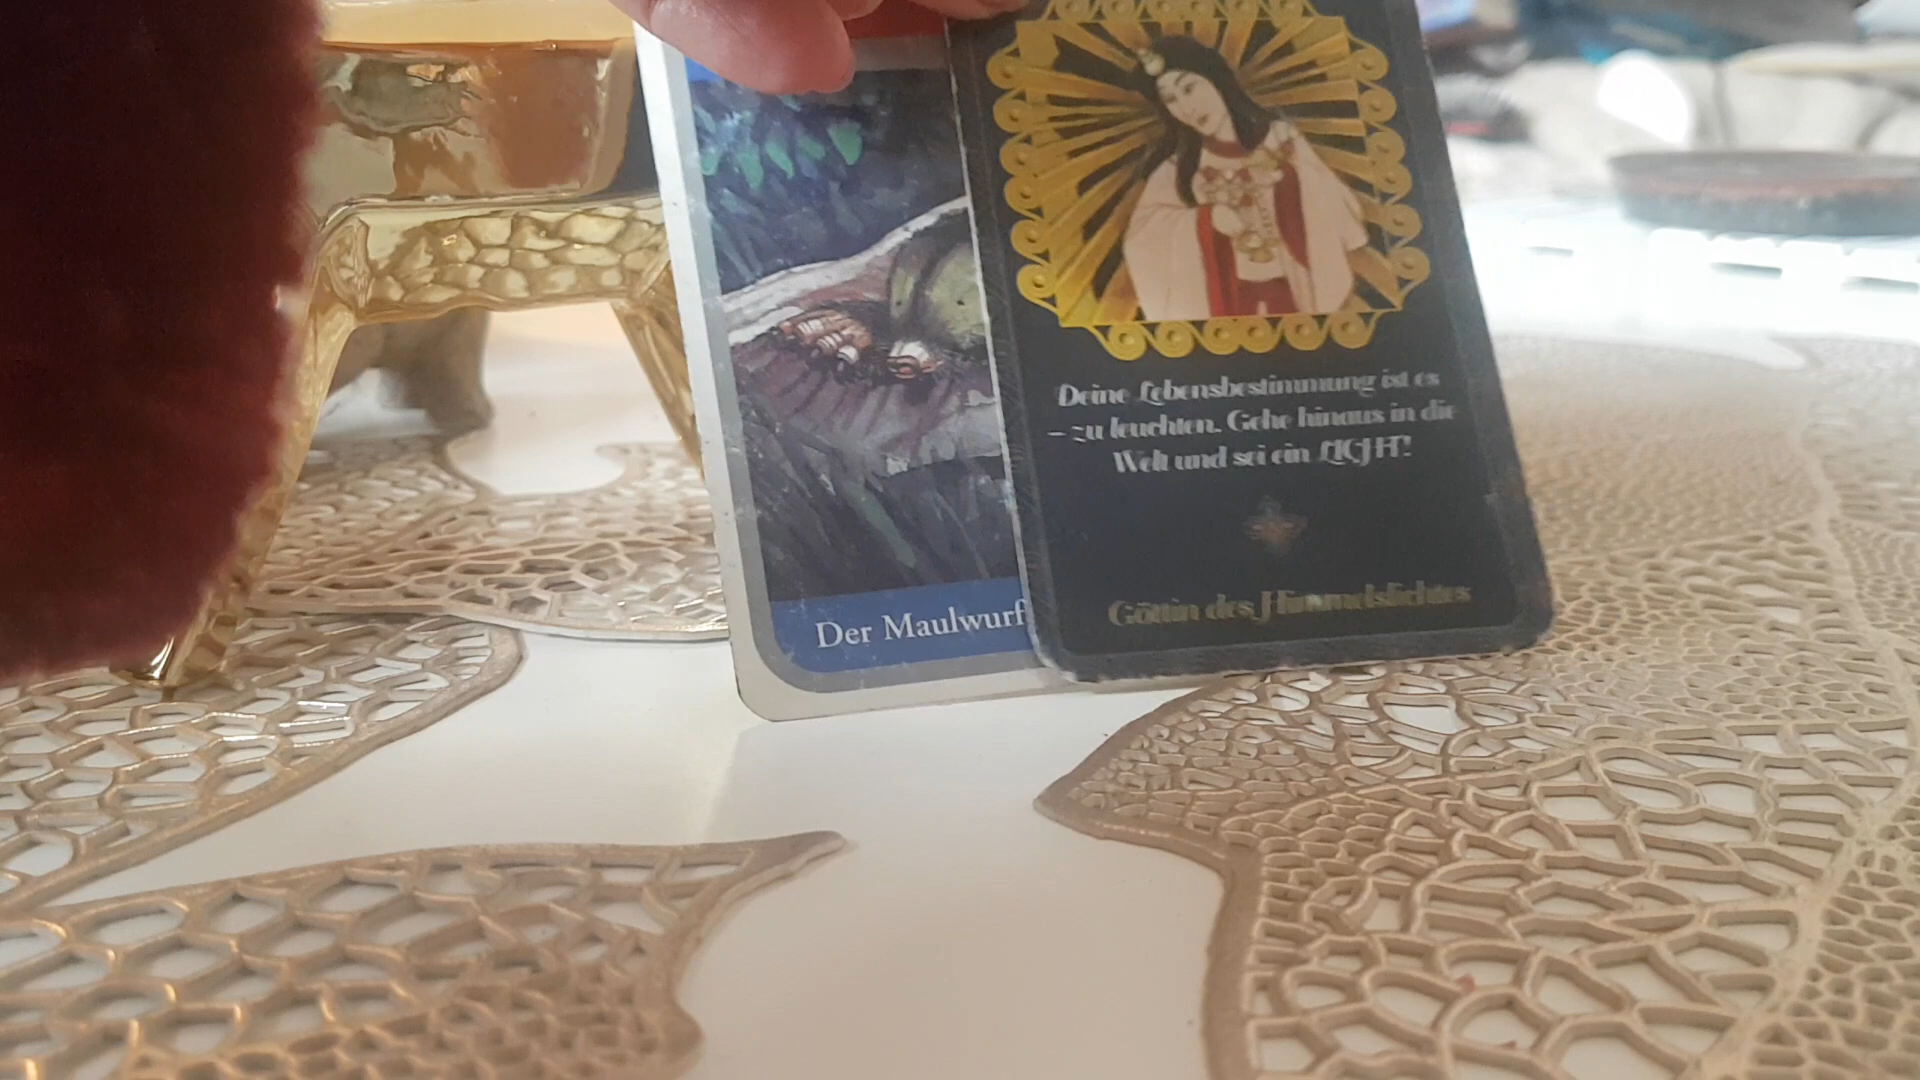 Deine Lebensbestimmung ist es
– zu leuchten. Gehe hinaus in die
Welt und sei ein LICHT!
Göttin des Himmelslichtes
Der Maulwurf